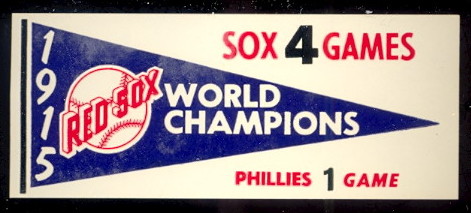 1915
RED SOX
WORLD
CHAMPIONS
SOX 4 GAMES
PHILLIES 1 GAME